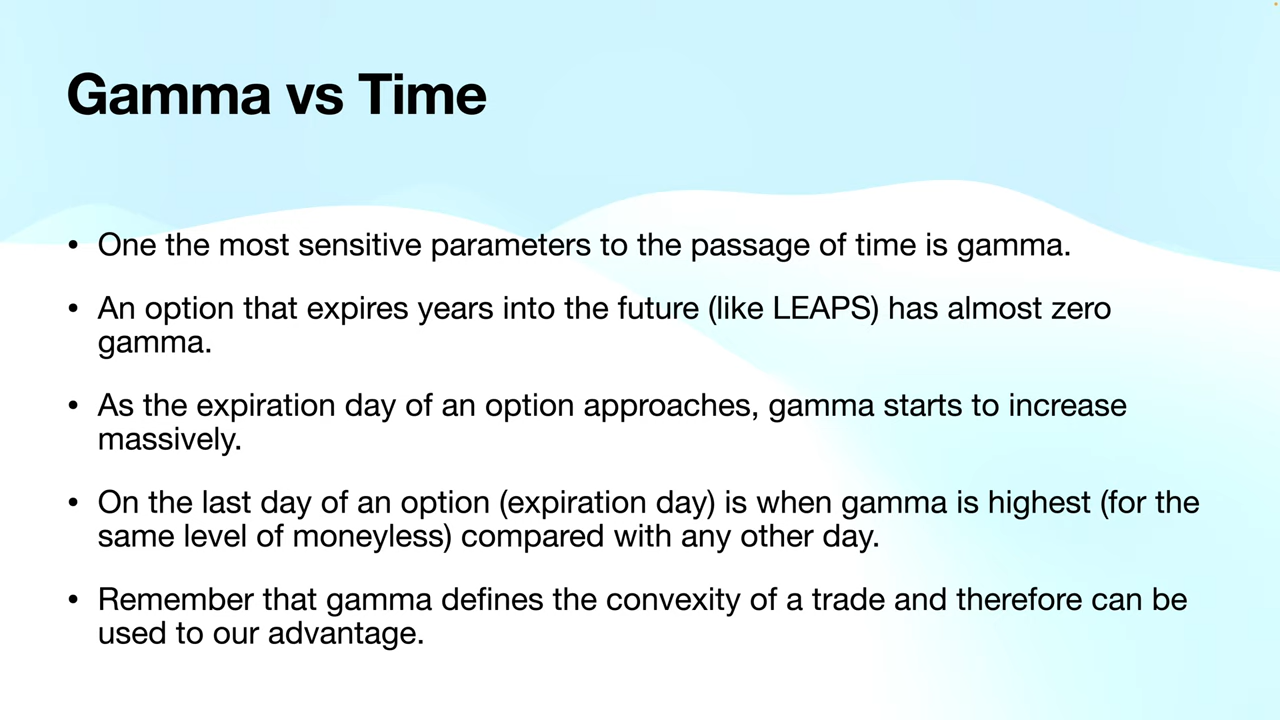 Gamma vs Time
• One the most sensitive parameters to the passage of time is gamma.
• An option that expires years into the future (like LEAPS) has almost zero
gamma.
• As the expiration day of an option approaches, gamma starts to increase
massively.
• On the last day of an option (expiration day) is when gamma is highest (for the
same level of moneyless) compared with any other day.
• Remember that gamma defines the convexity of a trade and therefore can be
used to our advantage.